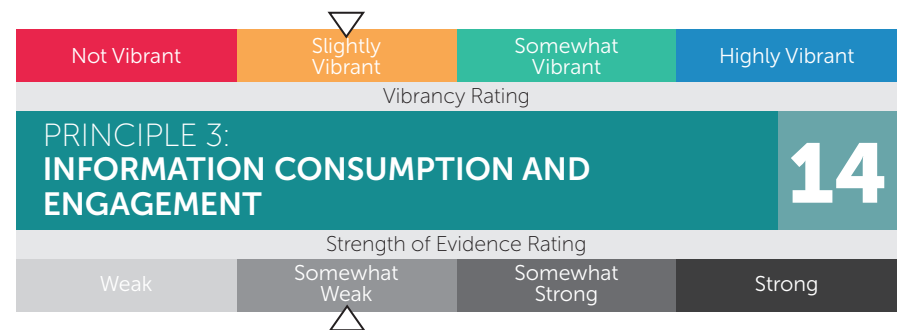 Not Vibrant
Slightly
Vibrant
Somewhat
Vibrant
Highly Vibrant
Vibrancy Rating
PRINCIPLE 3:
INFORMATION CONSUMPTION AND
ENGAGEMENT
14
Strength of Evidence Rating
Weak
Somewhat
Weak
Somewhat
Strong
Strong